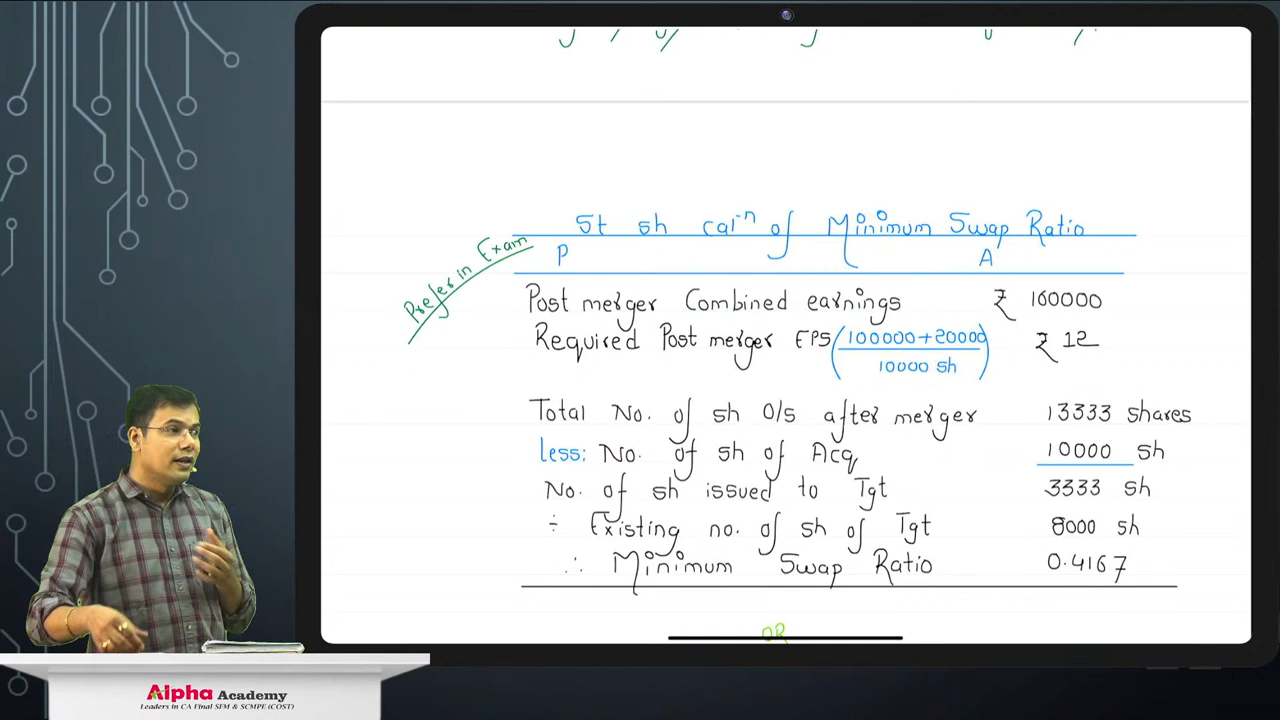 St sh calⁿ of Minimum Swap Ratio
P A
Prefer in Exam
Post merger Combined earnings ₹ 160000
Required Post merger EPS (100000+20000 / 10000 sh) ₹ 12
Total No. of sh O/s after merger 13333 shares
less: No. of sh of Acq 10000 sh
No. of sh issued to Tgt 3333 sh
÷ Existing no. of sh of Tgt 8000 sh
∴ Minimum Swap Ratio 0.4167
OR
Alpha Academy
Leaders in CA Final SFM & SCMPE (COST)